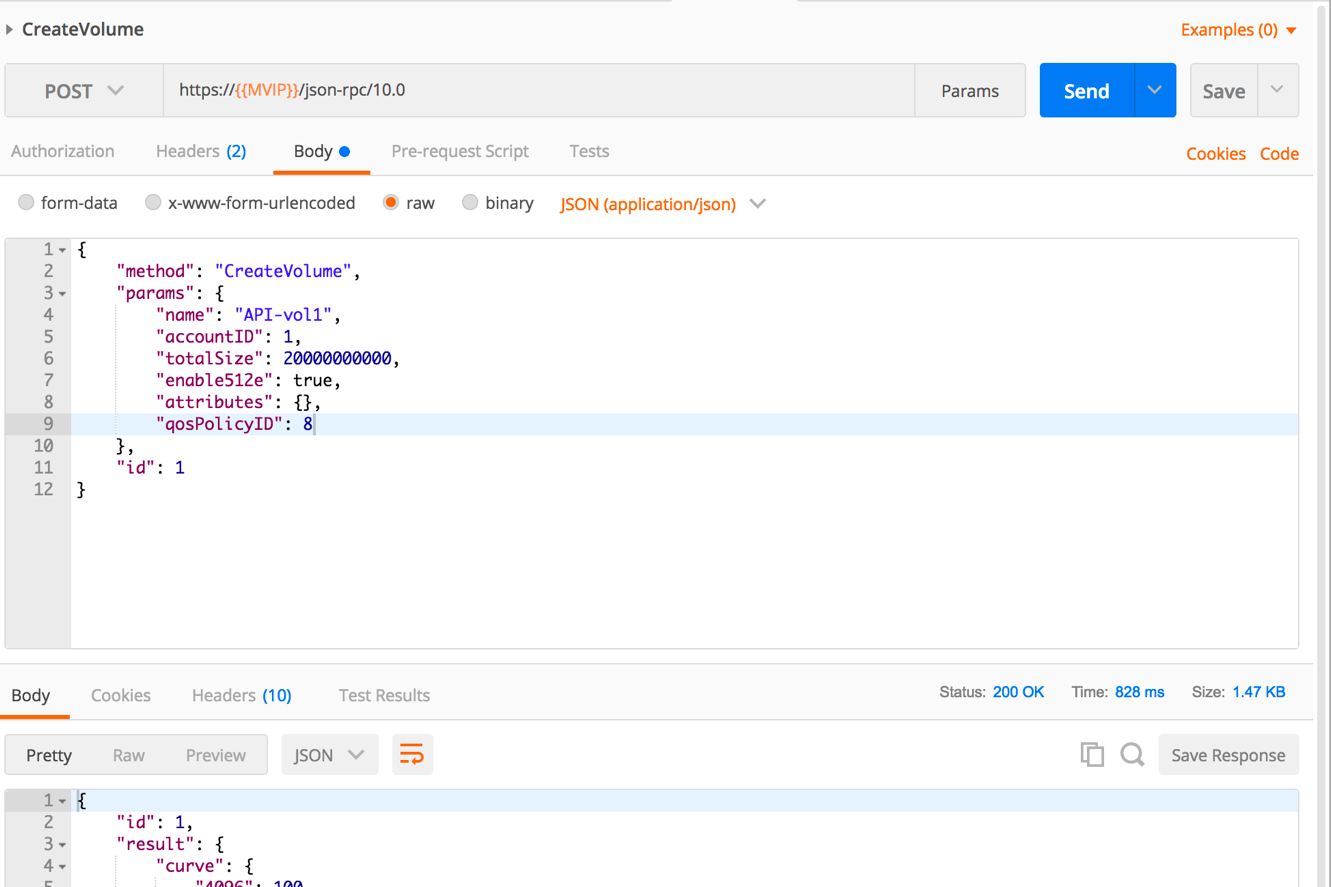 CreateVolume
Examples (0)
POST
https://{{MVIP}}/json-rpc/10.0
Params
Send
Save
Authorization
Headers (2)
Body
Pre-request Script
Tests
Cookies
Code
form-data
x-www-form-urlencoded
raw
binary
JSON (application/json)
1 {
2 "method": "CreateVolume",
3 "params": {
4 "name": "API-vol1",
5 "accountID": 1,
6 "totalSize": 20000000000,
7 "enable512e": true,
8 "attributes": {},
9 "qosPolicyID": 8
10 },
11 "id": 1
12 }
Body
Cookies
Headers (10)
Test Results
Status: 200 OK
Time: 828 ms
Size: 1.47 KB
Pretty
Raw
Preview
JSON
Save Response
1 {
2 "id": 1,
3 "result": {
4 "curve": {
5 "4096": 100